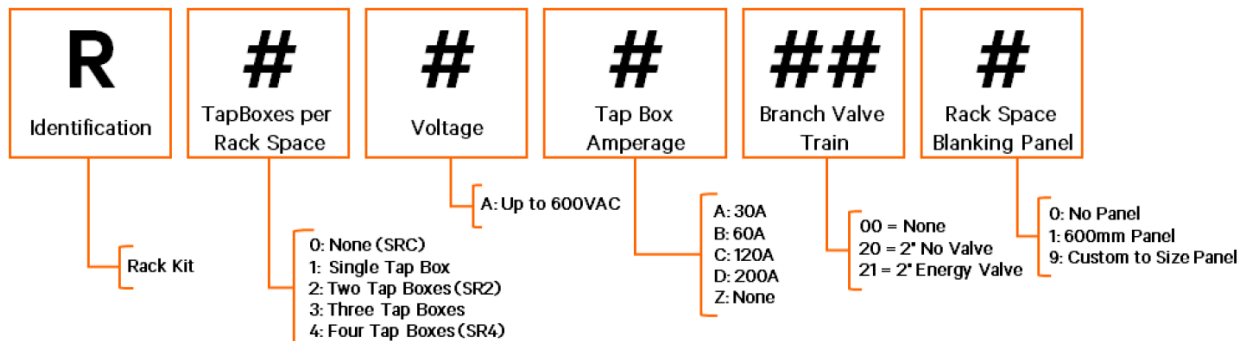 R
Identification
#
TapBoxes per
Rack Space
#
Voltage
#
Tap Box
Amperage
##
Branch Valve
Train
#
Rack Space
Blanking Panel
Rack Kit
0: None (SRC)
1: Single Tap Box
2: Two Tap Boxes (SR2)
3: Three Tap Boxes
4: Four Tap Boxes (SR4)
A: Up to 600VAC
A: 30A
B: 60A
C: 120A
D: 200A
Z: None
00 = None
20 = 2" No Valve
21 = 2" Energy Valve
0: No Panel
1: 600mm Panel
9: Custom to Size Panel